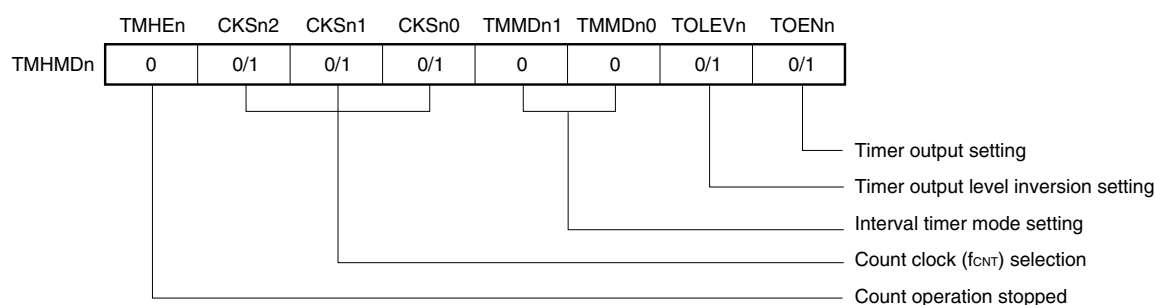 TMHEn CKSn2 CKSn1 CKSn0 TMMDn1 TMMDn0 TOLEVn TOENn
TMHMDn 0 0/1 0/1 0/1 0 0 0/1 0/1
Timer output setting
Timer output level inversion setting
Interval timer mode setting
Count clock (fCNT) selection
Count operation stopped